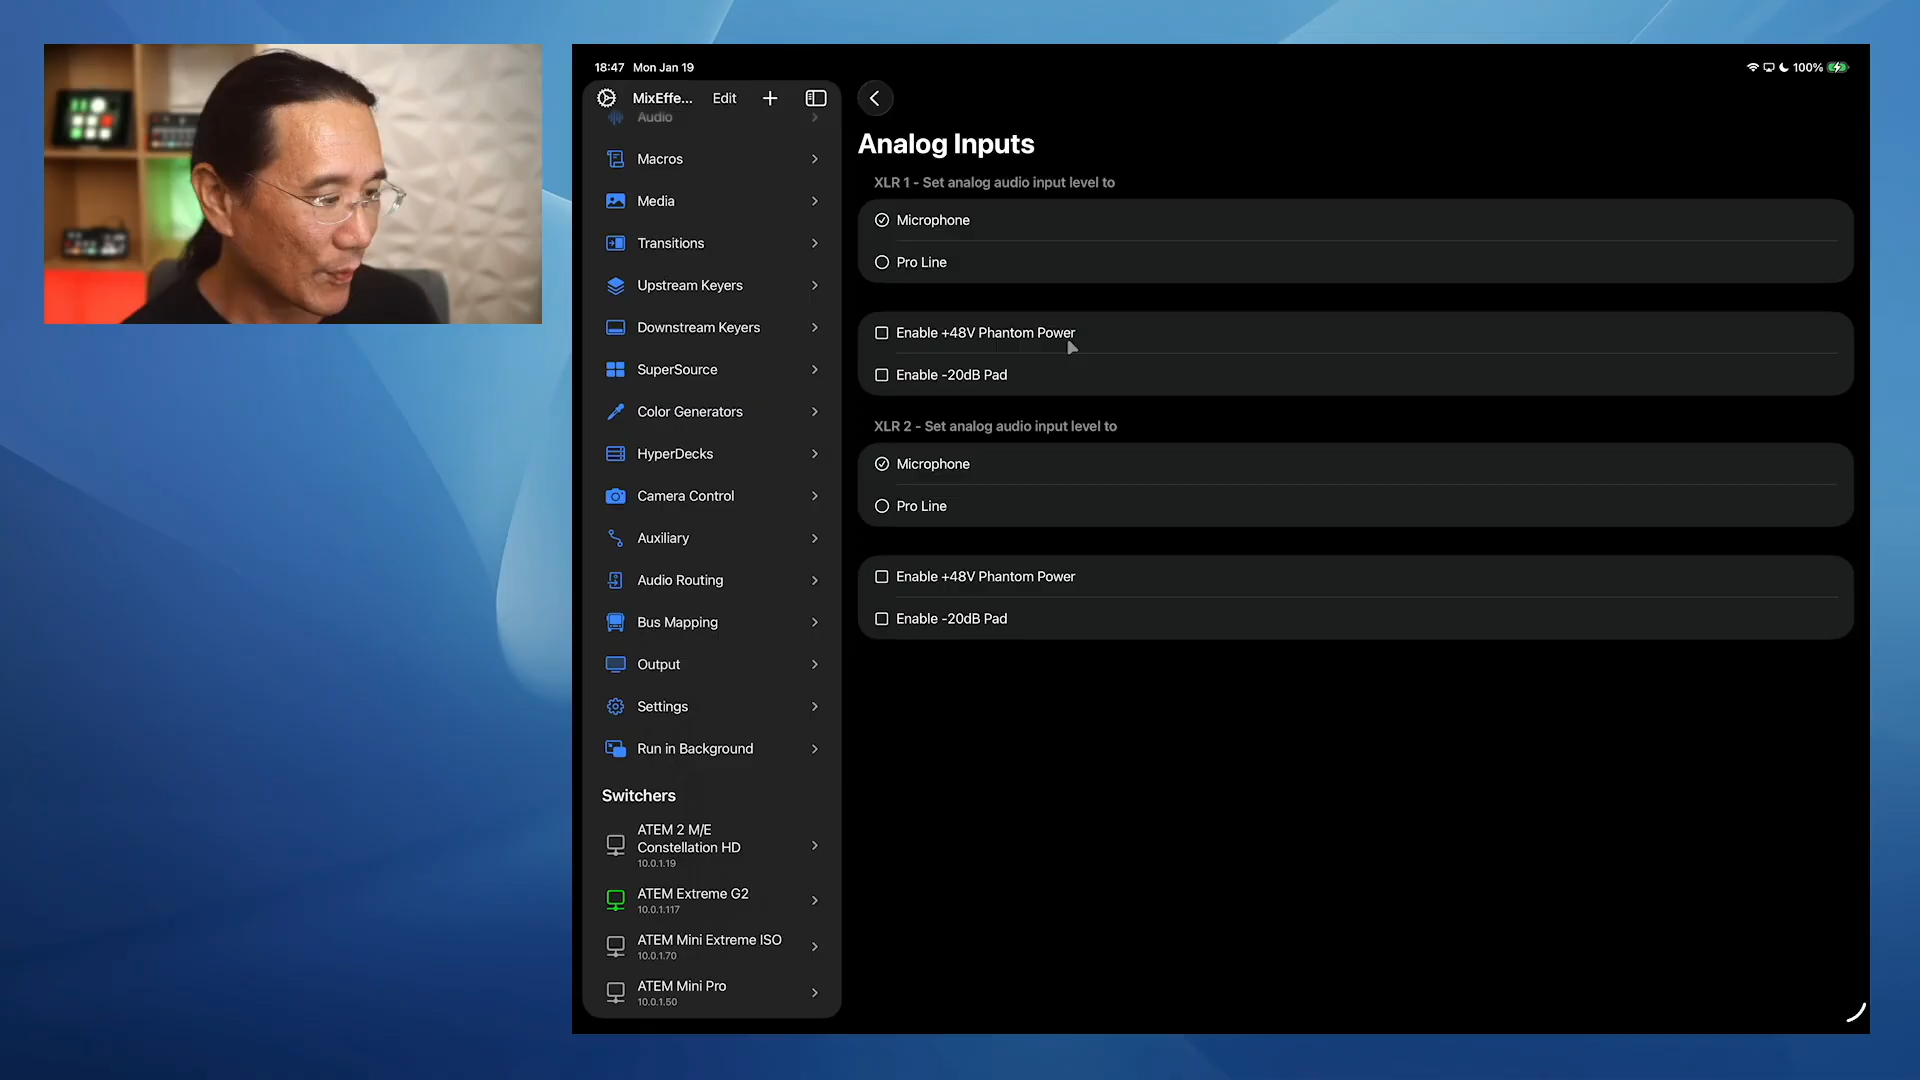 18:47 Mon Jan 19
100%
MixEffe...
Edit
Audio
Macros
Media
Transitions
Upstream Keyers
Downstream Keyers
SuperSource
Color Generators
HyperDecks
Camera Control
Auxiliary
Audio Routing
Bus Mapping
Output
Settings
Run in Background
Switchers
ATEM 2 M/E
Constellation HD
10.0.1.19
ATEM Extreme G2
10.0.1.117
ATEM Mini Extreme ISO
10.0.1.70
ATEM Mini Pro
10.0.1.50
Analog Inputs
XLR 1 - Set analog audio input level to
Microphone
Pro Line
Enable +48V Phantom Power
Enable -20dB Pad
XLR 2 - Set analog audio input level to
Microphone
Pro Line
Enable +48V Phantom Power
Enable -20dB Pad